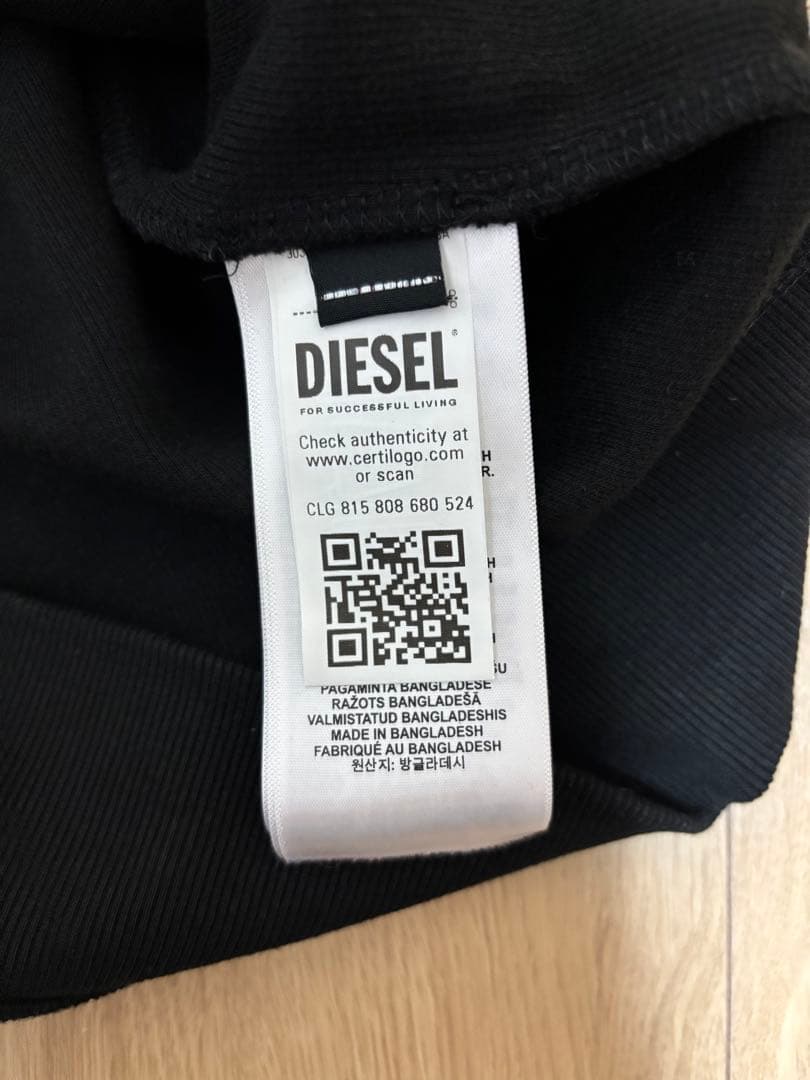 DIESEL
FOR SUCCESSFUL LIVING
Check authenticity at
www.certilogo.com
or scan
CLG 815 808 680 524
PAGAMINTA BANGLADEŠE
RAŽOTS BANGLADEŠĀ
VALMISTATUD BANGLADESHIS
MADE IN BANGLADESH
FABRIQUÉ AU BANGLADESH
원산지: 방글라데시